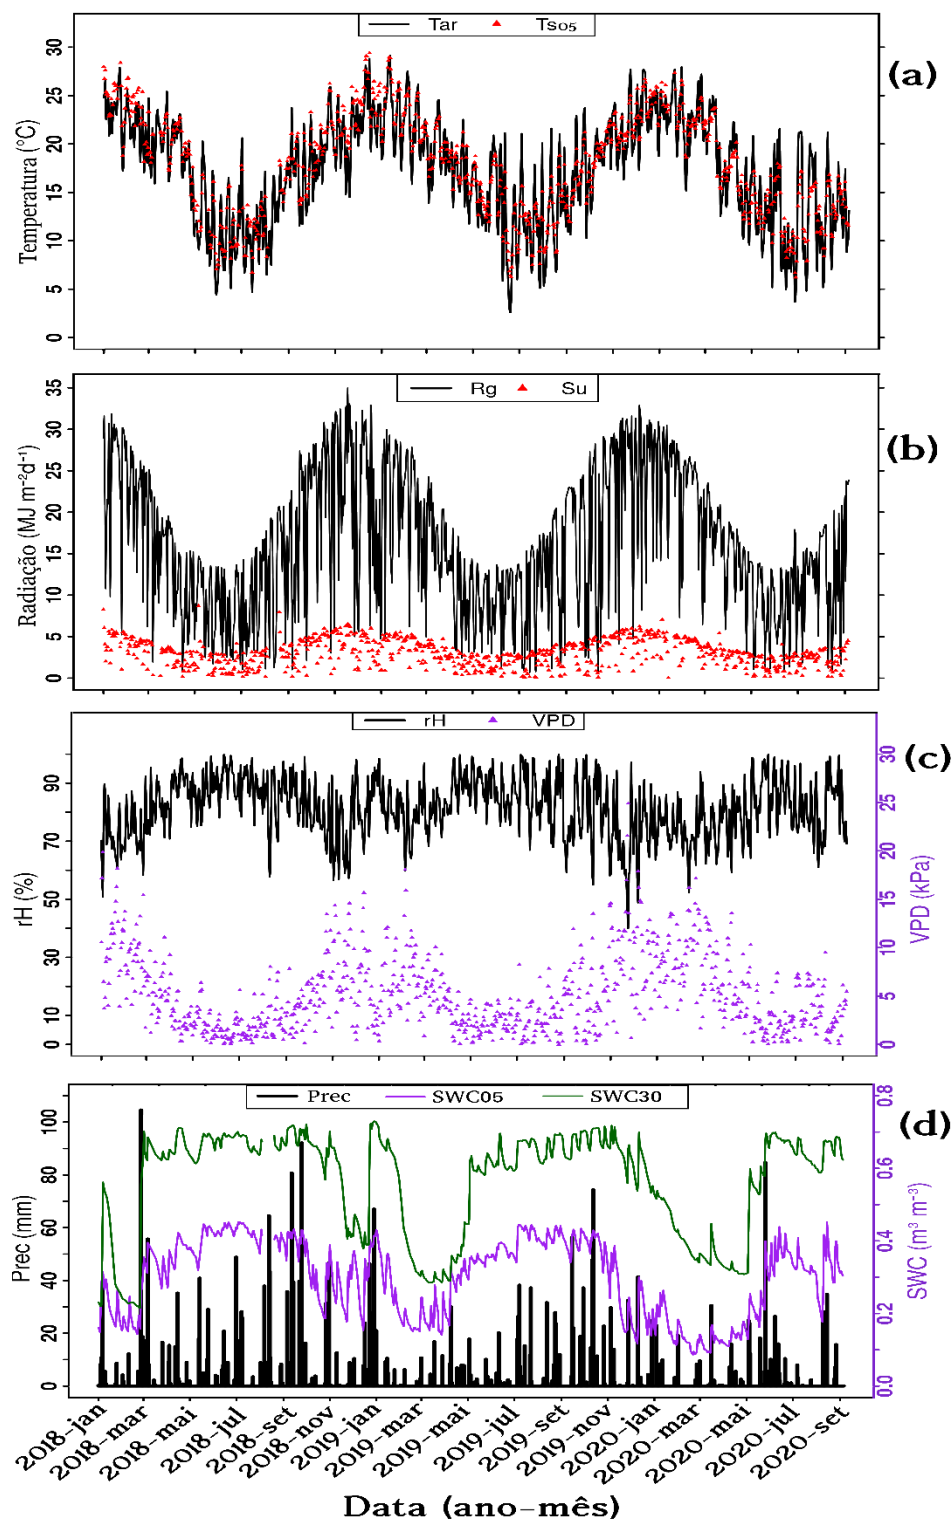 Tar Ts05
(a)
Temperatura (°C)
0 5 10 15 20 25 30
Rg Su
(b)
Radiação (MJ m⁻²d⁻¹)
0 5 10 15 20 25 30 35
rH VPD
(c)
rH (%)
0 10 30 50 70 90
VPD (kPa)
0 5 10 15 20 25 30
Prec SWC05 SWC30
(d)
Prec (mm)
0 20 40 60 80 100
SWC (m³ m⁻³)
0.0 0.2 0.4 0.6 0.8
2018-jan 2018-mar 2018-mai 2018-jul 2018-set 2018-nov 2019-jan 2019-mar 2019-mai 2019-jul 2019-set 2019-nov 2020-jan 2020-mar 2020-mai 2020-jul 2020-set
Data (ano-mês)